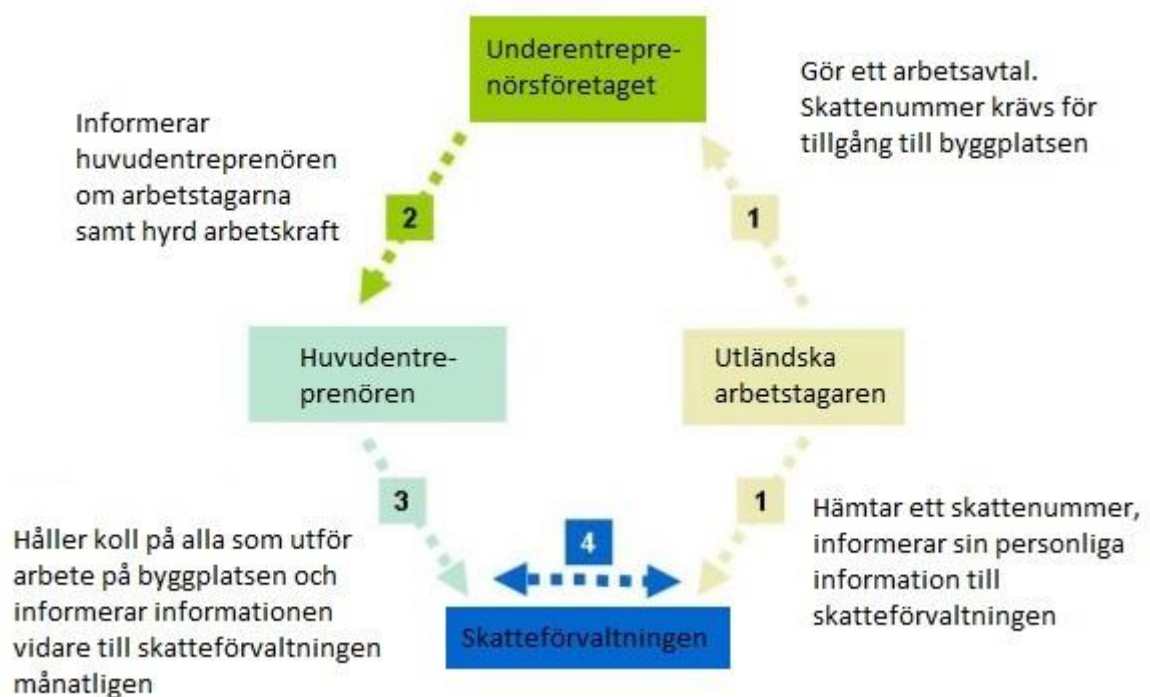 Underentrepre-
nörsföretaget
Gör ett arbetsavtal.
Skattenummer krävs för
tillgång till byggplatsen
Informerar
huvudentreprenören
om arbetstagarna
samt hyrd arbetskraft
2
1
Huvudentre-
prenören
Utländska
arbetstagaren
3
1
Håller koll på alla som utför
arbete på byggplatsen och
informerar informationen
vidare till skatteförvaltningen
månatligen
4
Hämtar ett skattenummer,
informerar sin personliga
information till
skatteförvaltningen
Skatteförvaltningen